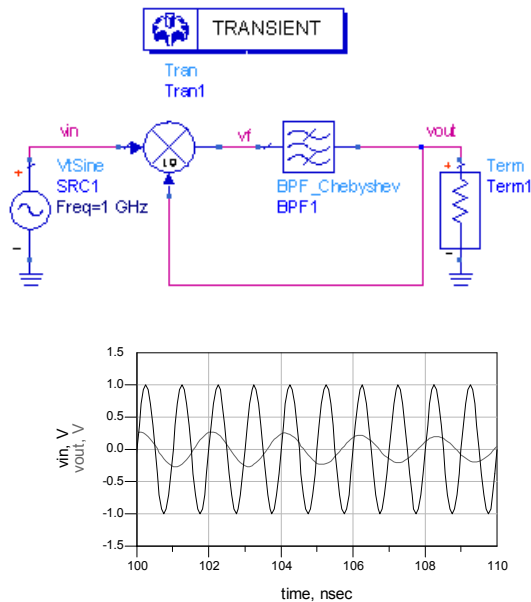 TRANSIENT
Tran
Tran1
vin
vf
vout
LO
VtSine
SRC1
Freq=1 GHz
BPF_Chebyshev
BPF1
Term
Term1
+
-
+
-
1.5
1.0
0.5
0.0
-0.5
-1.0
-1.5
vin, V
vout, V
100
102
104
106
108
110
time, nsec